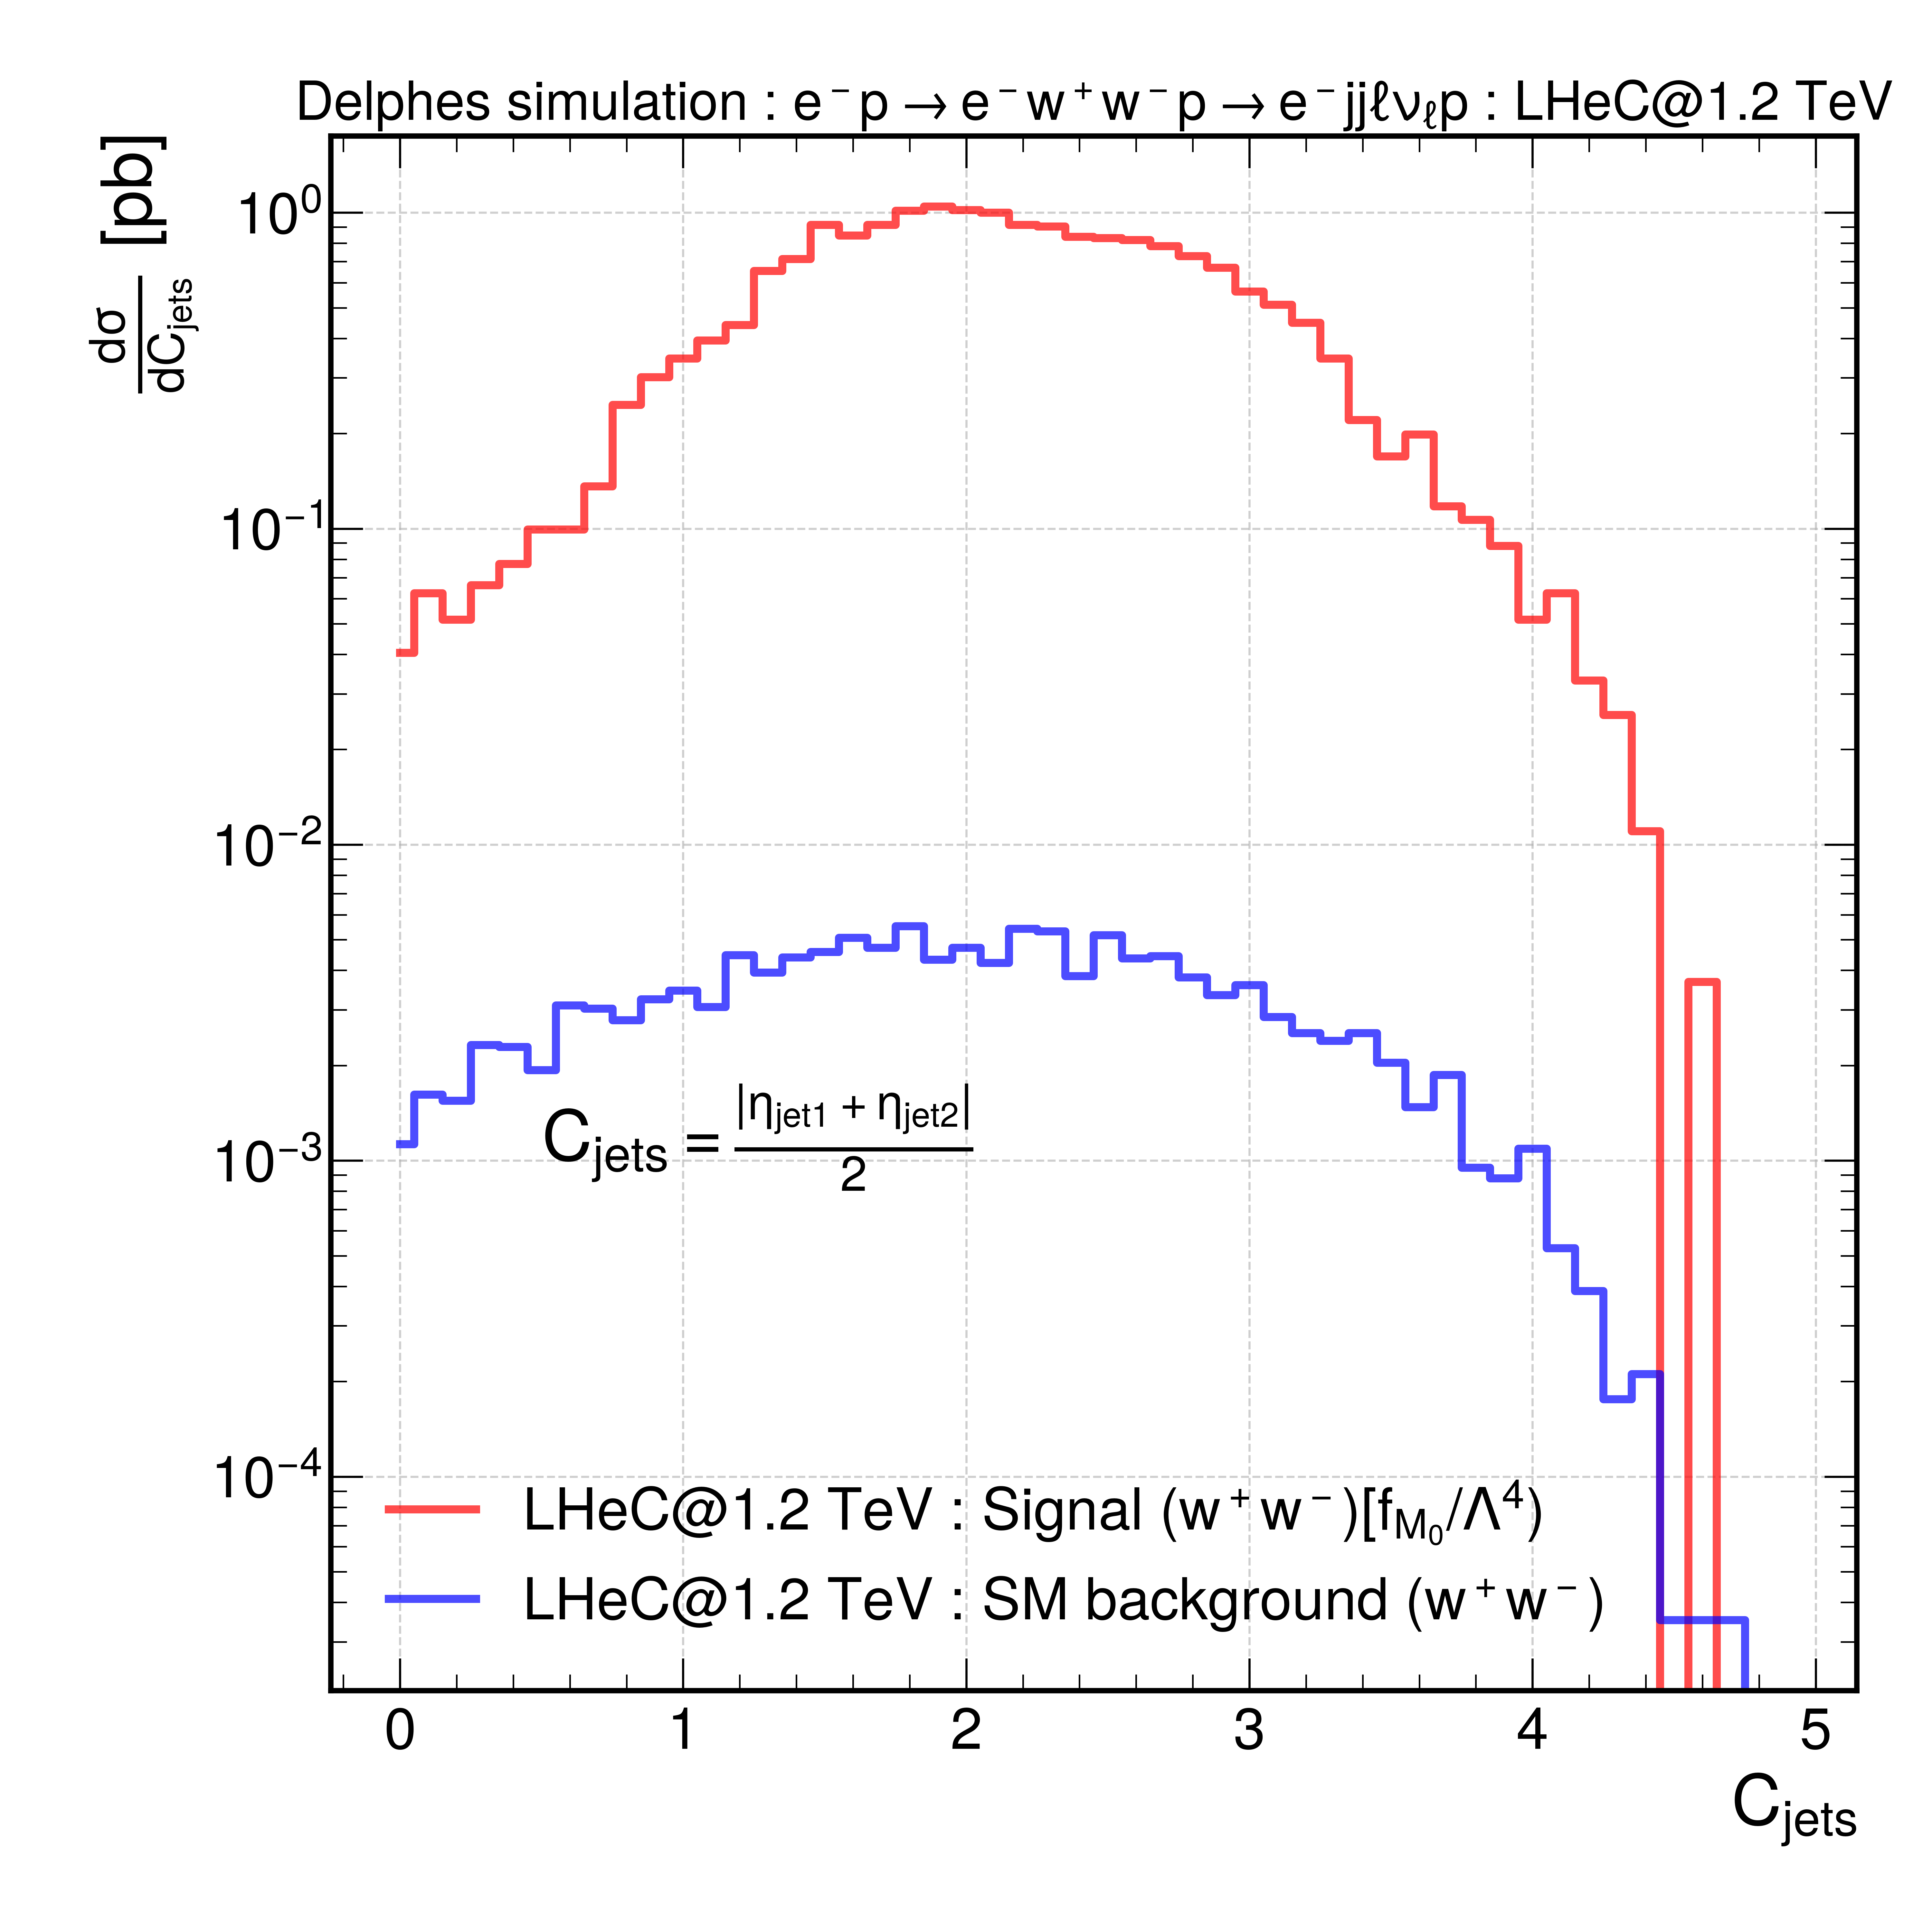 Delphes simulation : e⁻p → e⁻w⁺w⁻p → e⁻jjℓν_ℓp : LHeC@1.2 TeV
dσ/dC_jets [pb]
10⁰
10⁻¹
10⁻²
10⁻³
10⁻⁴
C_jets = |η_jet1 + η_jet2|/2
LHeC@1.2 TeV : Signal (w⁺w⁻)[f_M₀/Λ⁴)
LHeC@1.2 TeV : SM background (w⁺w⁻)
0 1 2 3 4 5
C_jets